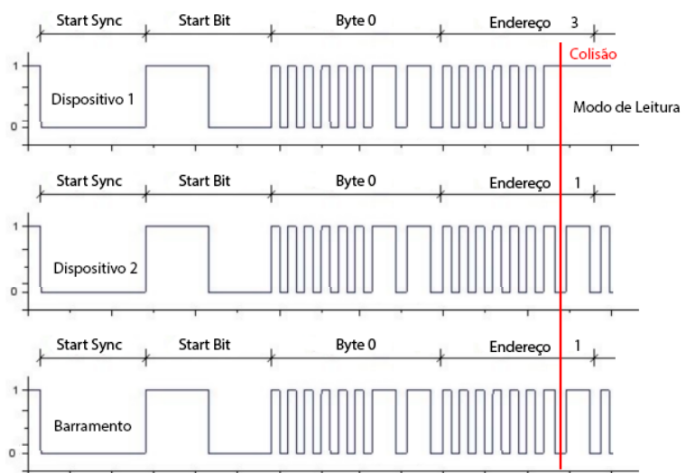 Start Sync Start Bit Byte 0 Endereço 3
Colisão
1
Dispositivo 1
Modo de Leitura
0
Start Sync Start Bit Byte 0 Endereço 1
1
Dispositivo 2
0
Start Sync Start Bit Byte 0 Endereço 1
1
Barramento
0